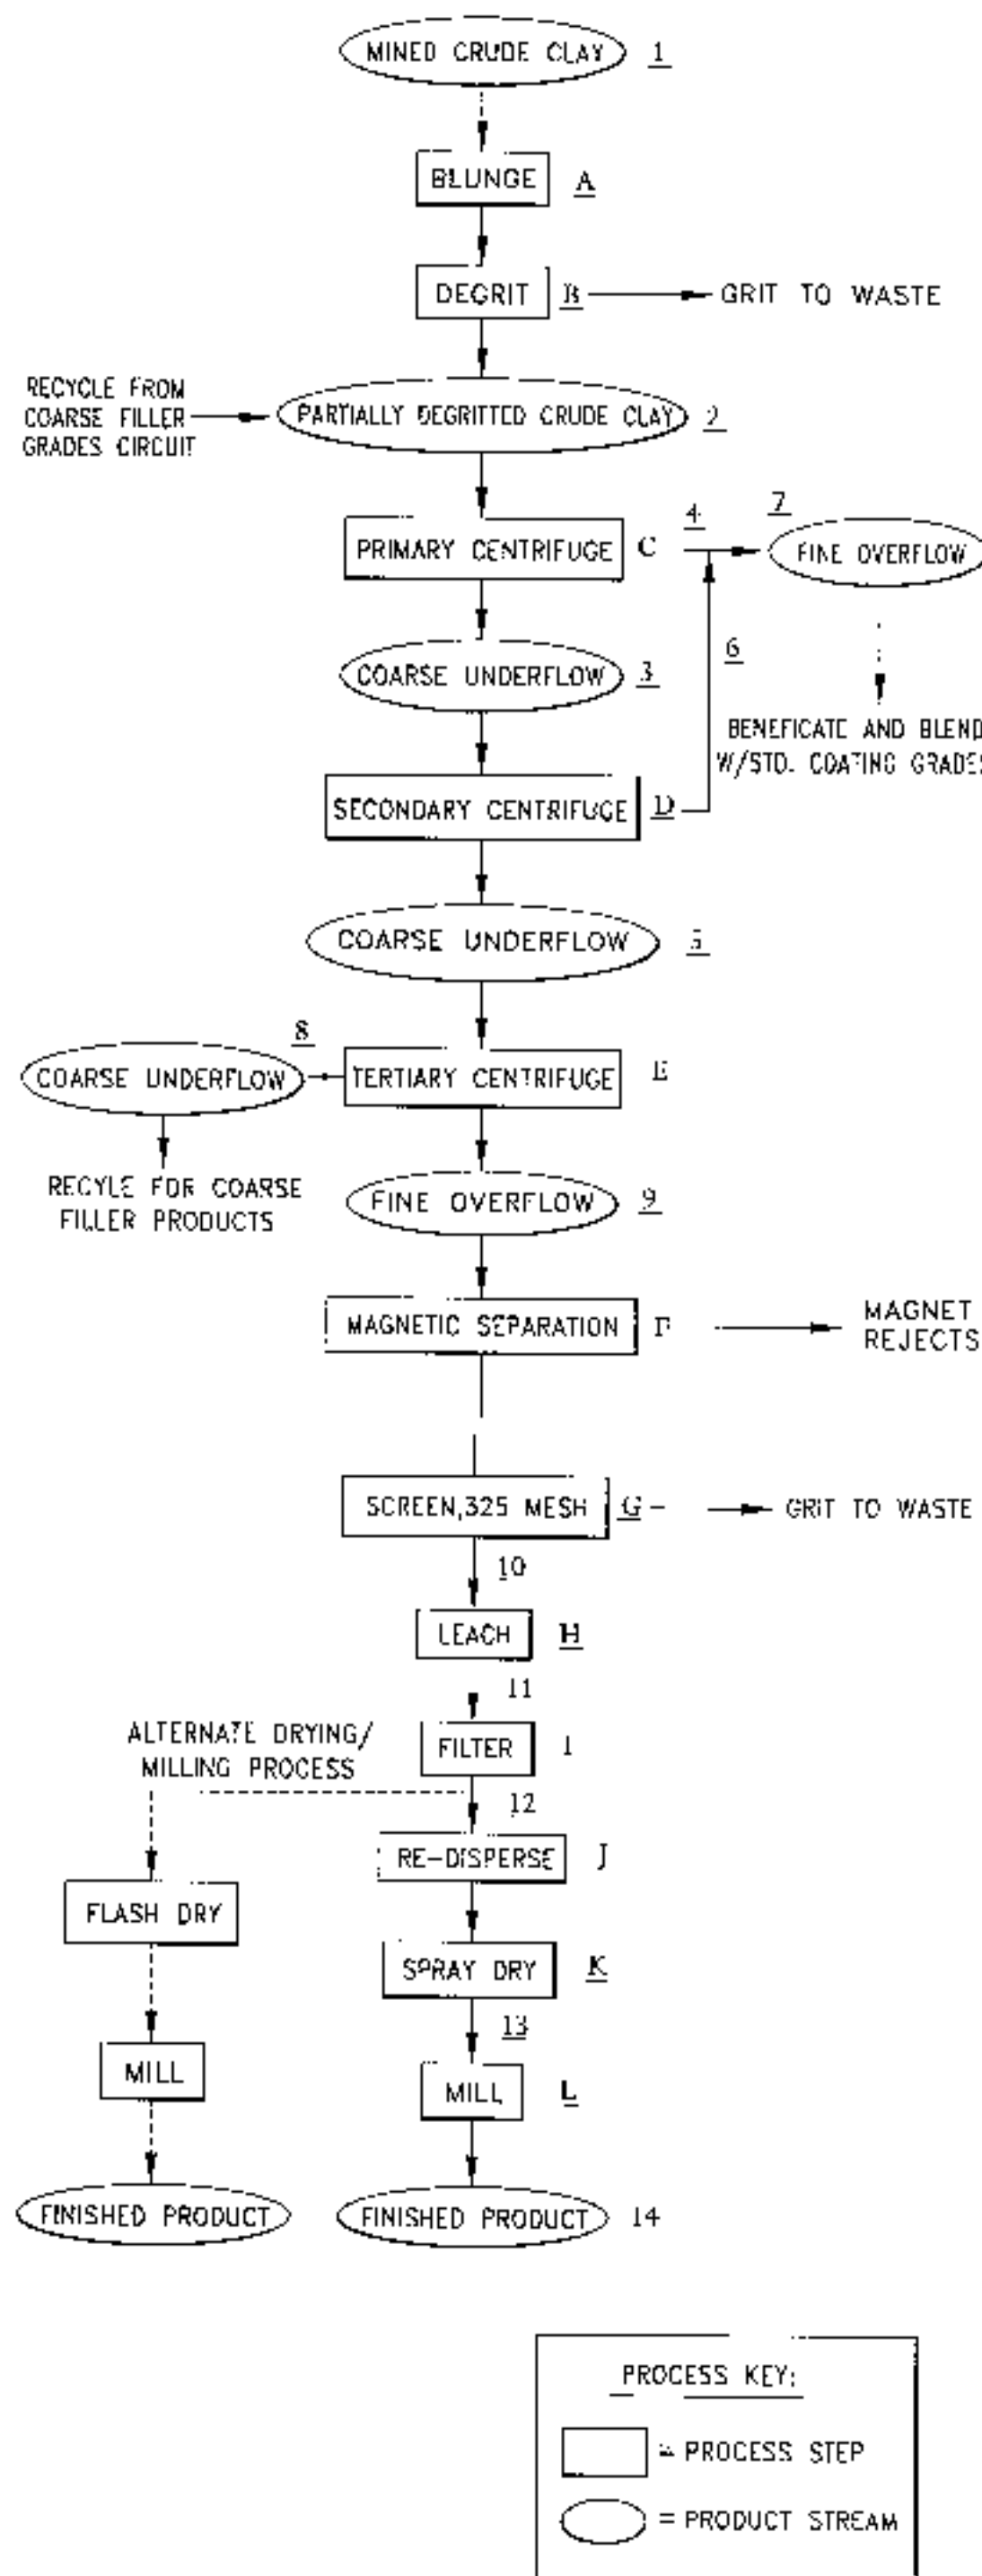 MINED CRUDE CLAY 1
BLUNGE A
DEGRIT B GRIT TO WASTE
RECYCLE FROM
COARSE FILLER
GRADES CIRCUIT
PARTIALLY DEGRITTED CRUDE CLAY 2
PRIMARY CENTRIFUGE C 4 7
FINE OVERFLOW
6
COARSE UNDERFLOW 3
BENEFICATE AND BLEND
W/STD. COATING GRADES
SECONDARY CENTRIFUGE D
COARSE UNDERFLOW 5
8
COARSE UNDERFLOW TERTIARY CENTRIFUGE E
RECYLE FOR COARSE
FILLER PRODUCTS
FINE OVERFLOW 9
MAGNETIC SEPARATION F
MAGNET
REJECTS
SCREEN,325 MESH G GRIT TO WASTE
10
LEACH H
11
FILTER I
ALTERNATE DRYING/
MILLING PROCESS
12
RE-DISPERSE J
FLASH DRY
SPRAY DRY K
13
MILL
MILL L
FINISHED PRODUCT FINISHED PRODUCT 14
PROCESS KEY:
= PROCESS STEP
= PRODUCT STREAM